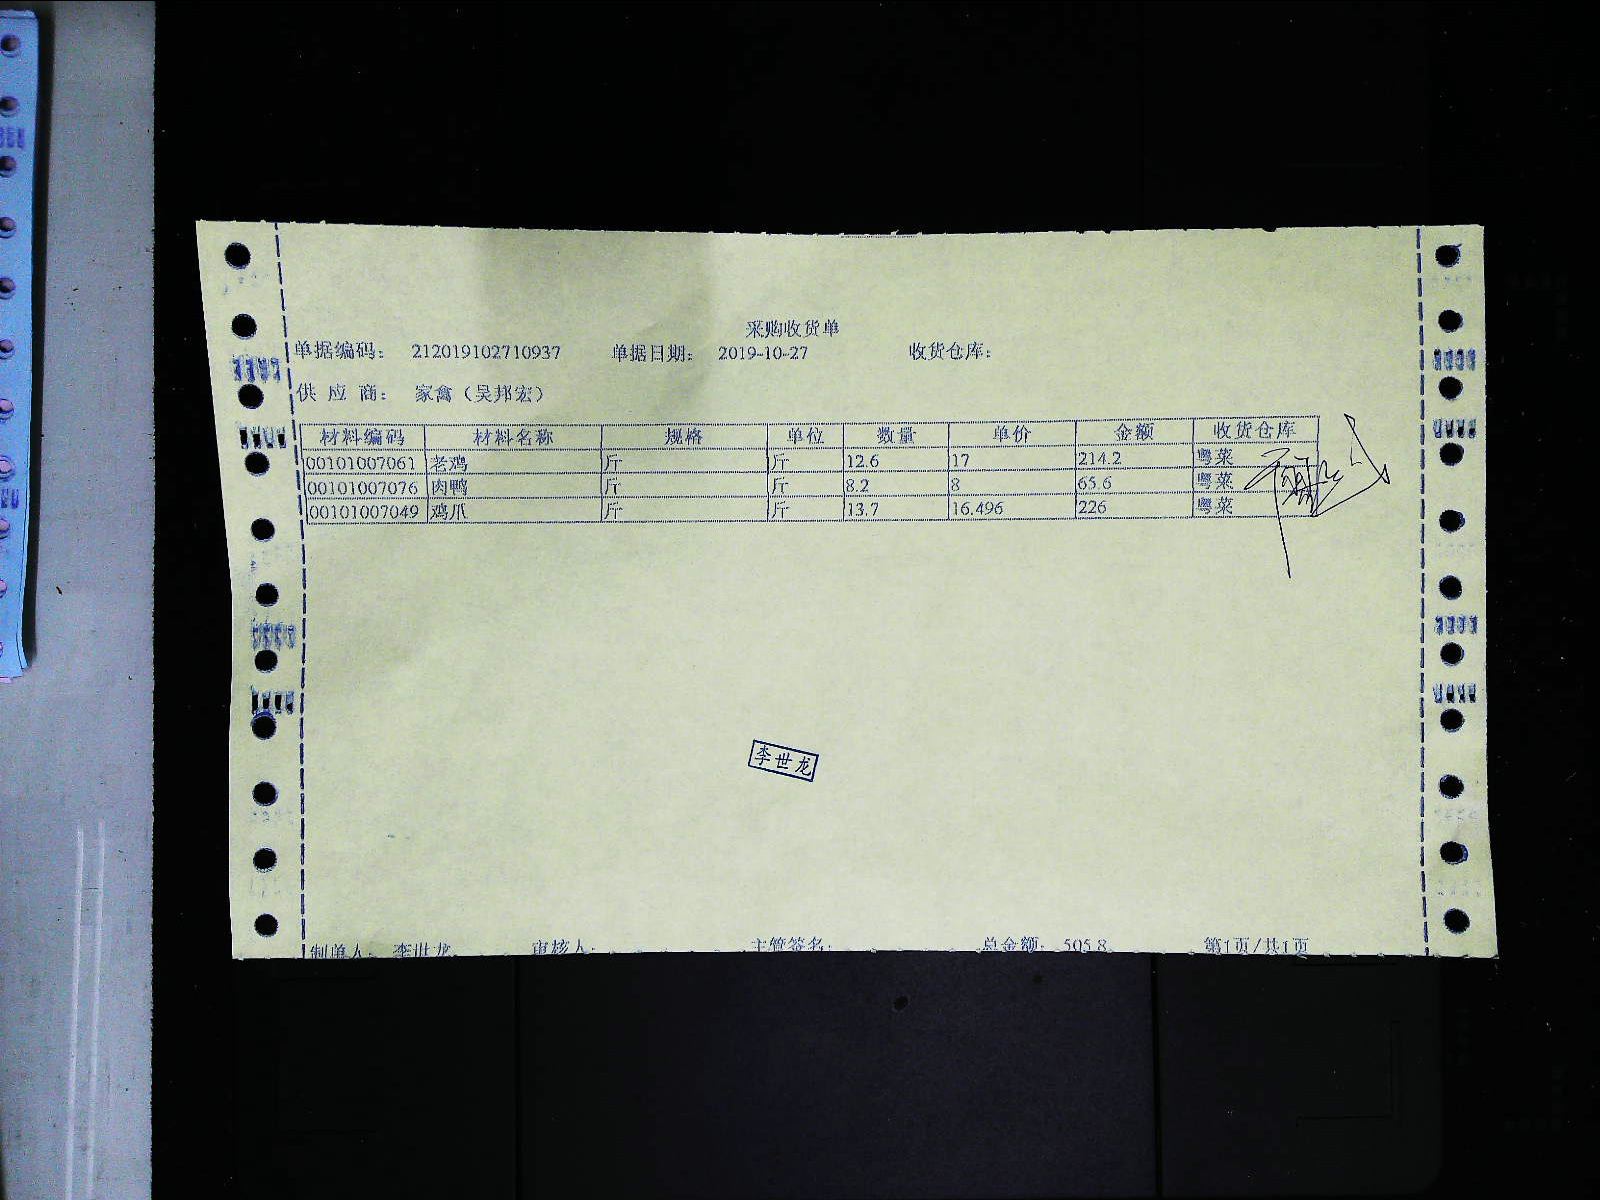 采购收货单
单据编码： 212019102710937 单据日期： 2019-10-27 收货仓库：
供 应 商： 家禽（吴邦宏）
材料编码 材料名称 规格 单位 数量 单价 金额 收货仓库
00101007061 老鸡 斤 斤 12.6 17 214.2 粤菜
00101007076 肉鸭 斤 斤 8.2 8 65.6 粤菜
00101007049 鸡爪 斤 斤 13.7 16.496 226 粤菜
李世龙
制单人： 李世龙 审核人： 主管签名： 总金额： 505.8 第1页/共1页